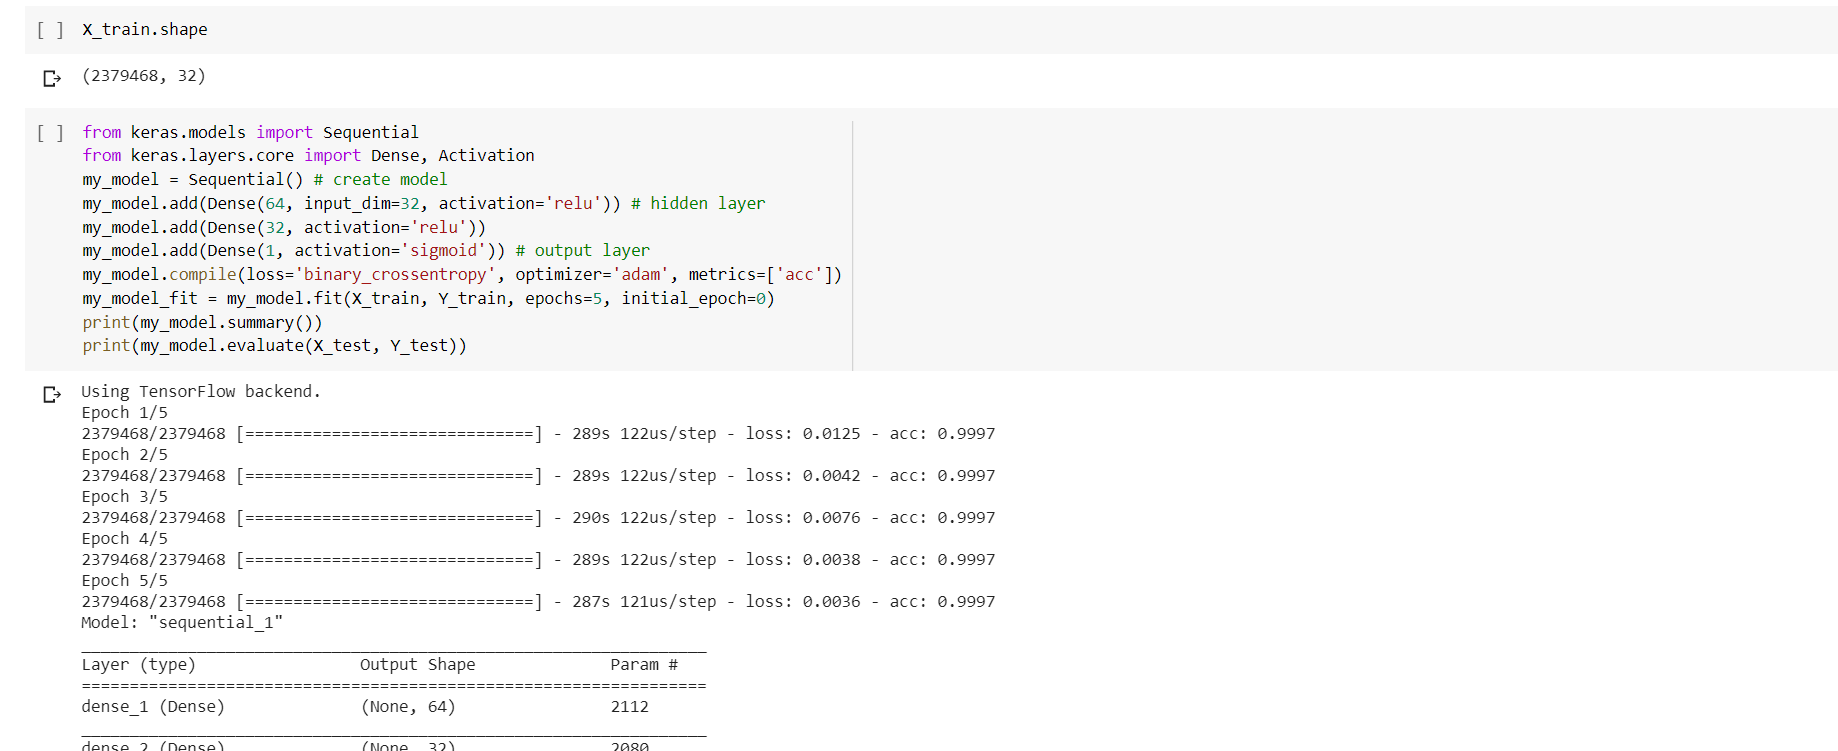 [ ] X_train.shape
(2379468, 32)
[ ] from keras.models import Sequential
from keras.layers.core import Dense, Activation
my_model = Sequential() # create model
my_model.add(Dense(64, input_dim=32, activation='relu')) # hidden layer
my_model.add(Dense(32, activation='relu'))
my_model.add(Dense(1, activation='sigmoid')) # output layer
my_model.compile(loss='binary_crossentropy', optimizer='adam', metrics=['acc'])
my_model_fit = my_model.fit(X_train, Y_train, epochs=5, initial_epoch=0)
print(my_model.summary())
print(my_model.evaluate(X_test, Y_test))
Using TensorFlow backend.
Epoch 1/5
2379468/2379468 [==============================] - 289s 122us/step - loss: 0.0125 - acc: 0.9997
Epoch 2/5
2379468/2379468 [==============================] - 289s 122us/step - loss: 0.0042 - acc: 0.9997
Epoch 3/5
2379468/2379468 [==============================] - 290s 122us/step - loss: 0.0076 - acc: 0.9997
Epoch 4/5
2379468/2379468 [==============================] - 289s 122us/step - loss: 0.0038 - acc: 0.9997
Epoch 5/5
2379468/2379468 [==============================] - 287s 121us/step - loss: 0.0036 - acc: 0.9997
Model: "sequential_1"
_________________________________________________________________
Layer (type)                 Output Shape              Param #
=================================================================
dense_1 (Dense)              (None, 64)                2112
_________________________________________________________________
dense_2 (Dense)              (None, 32)                2080